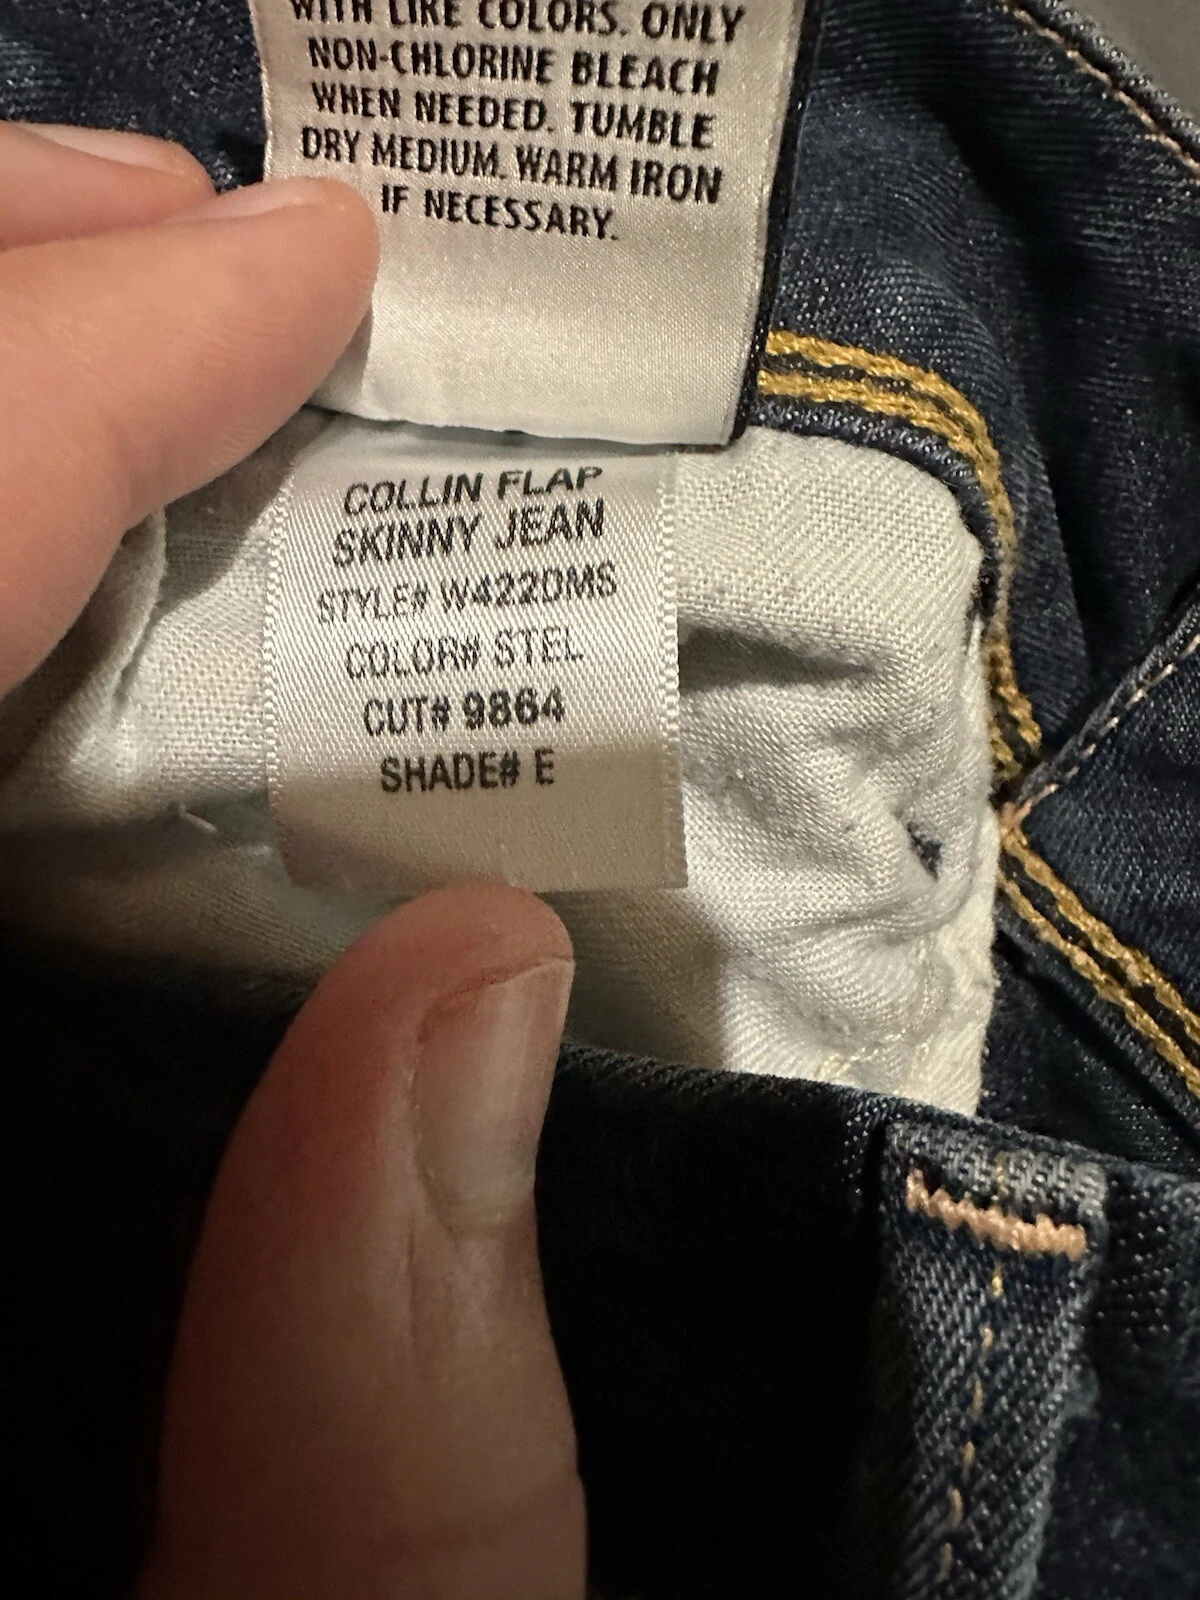 WITH LIKE COLORS. ONLY
NON-CHLORINE BLEACH
WHEN NEEDED. TUMBLE
DRY MEDIUM. WARM IRON
IF NECESSARY.
COLLIN FLAP
SKINNY JEAN
STYLE# W422DMS
COLOR# STEL
CUT# 9864
SHADE# E